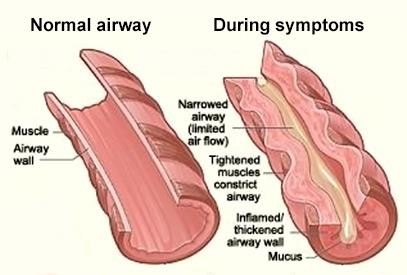 Normal airway
During symptoms
Muscle
Airway
wall
Narrowed
airway
(limited
air flow)
Tightened
muscles
constrict
airway
Inflamed/
thickened
airway wall
Mucus